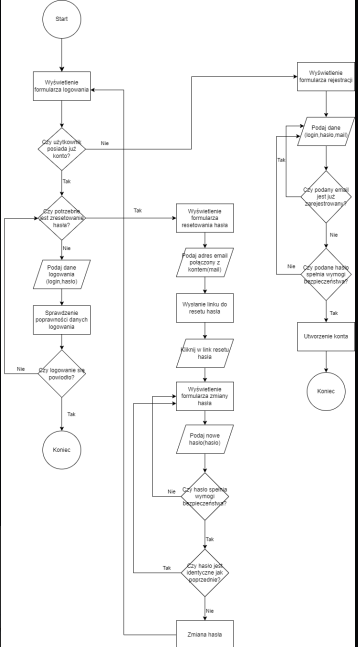 Start
Wyświetlenie
formularza logowania
Czy użytkownik
posiada już
konto?
Nie
Tak
Czy potrzebne
jest zresetowanie
hasła?
Tak
Nie
Podaj dane
logowania
(login,hasło)
Sprawdzenie
poprawności danych
logowania
Czy logowanie się
powiodło?
Nie
Tak
Koniec
Wyświetlenie
formularza
resetowania hasła
Podaj adres email
połączony z
kontem(mail)
Wysłanie linku do
resetu hasła
Kliknij w link resetu
hasła
Wyświetlenie
formularza zmiany
hasła
Podaj nowe
hasło(hasło)
Czy hasło spełnia
wymogi
bezpieczeństwa?
Nie
Tak
Czy hasło jest
identyczne jak
poprzednie?
Tak
Nie
Zmiana hasła
Wyświetlenie
formularza rejestracji
Podaj dane
(login,hasło,mail)
Tak
Czy podany email
jest już
zarejestrowany?
Nie
Czy podane hasło
spełnia wymogi
bezpieczeństwa?
Nie
Tak
Utworzenie konta
Koniec